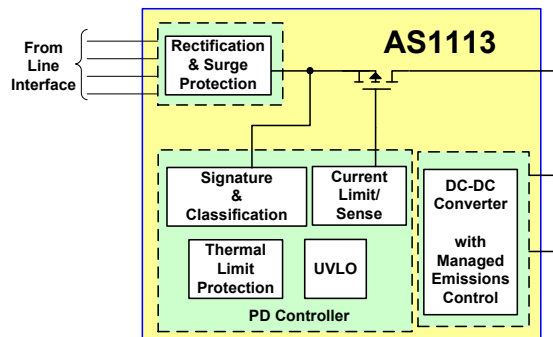 AS1113
From
Line
Interface
Rectification
& Surge
Protection
Signature
&
Classification
Current
Limit/
Sense
DC-DC
Converter
with
Managed
Emissions
Control
Thermal
Limit
Protection
UVLO
PD Controller